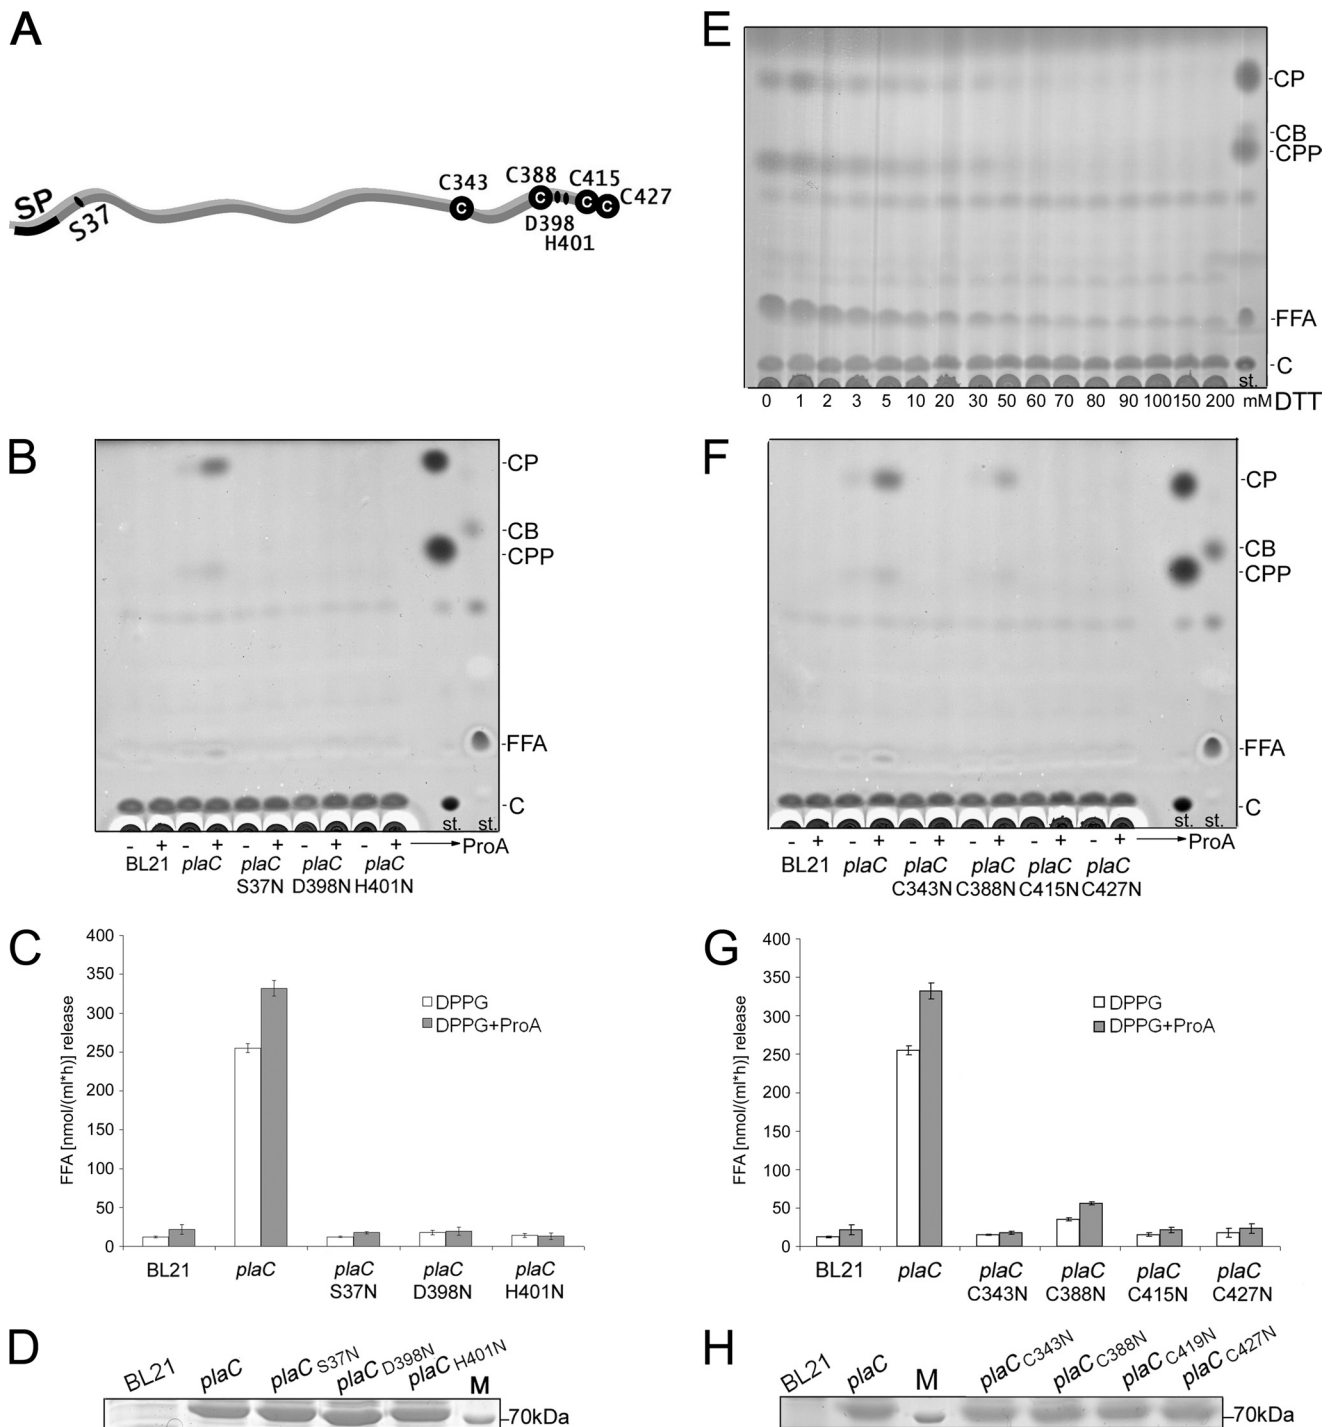 A
SP
S37
C343
C388
C415
C427
D398
H401
C C C C
B
-CP
-CB
-CPP
-FFA
-C
st. st.
- + - + - + - + - + ProA
BL21 plaC plaC plaC plaC
S37N D398N H401N
C
FFA [nmol/(ml*h)] release
400
350
300
250
200
150
100
50
0
DPPG
DPPG+ProA
BL21 plaC plaC plaC plaC
S37N D398N H401N
D
BL21 plaC plaC S37N plaC D398N plaC H401N M
-70kDa
E
-CP
-CB
-CPP
-FFA
-C
st.
0 1 2 3 5 10 20 30 50 60 70 80 90 100 150 200 mM DTT
F
-CP
-CB
-CPP
-FFA
-C
st. st.
- + - + - + - + - + - + ProA
BL21 plaC plaC plaC plaC plaC
C343N C388N C415N C427N
G
FFA [nmol/(ml*h)] release
400
350
300
250
200
150
100
50
0
DPPG
DPPG+ProA
BL21 plaC plaC plaC plaC plaC
C343N C388N C415N C427N
H
BL21 plaC M plaC C343N plaC C388N plaC C419N plaC C427N
-70kDa